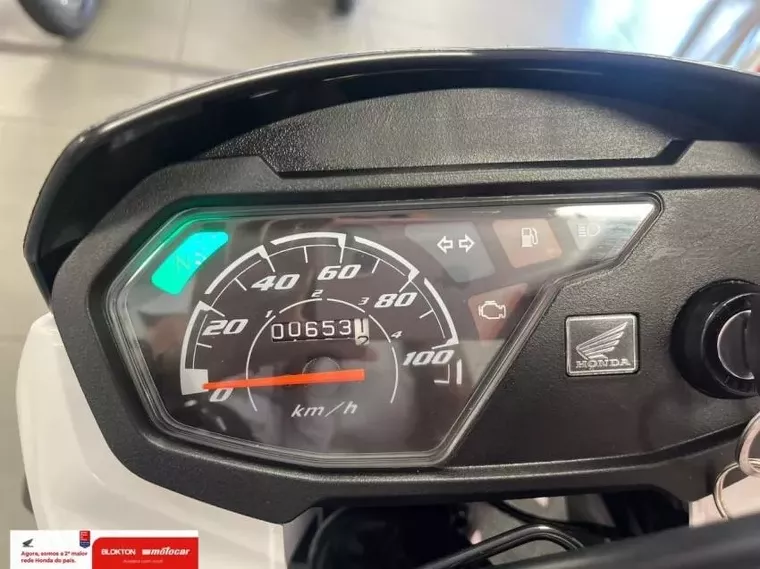 0 20 40 60 80 100
1 2 3 4
00653
km/h
N
HONDA
Agora, somos a 2ª maior
rede Honda do país.
BLOKTON motocar